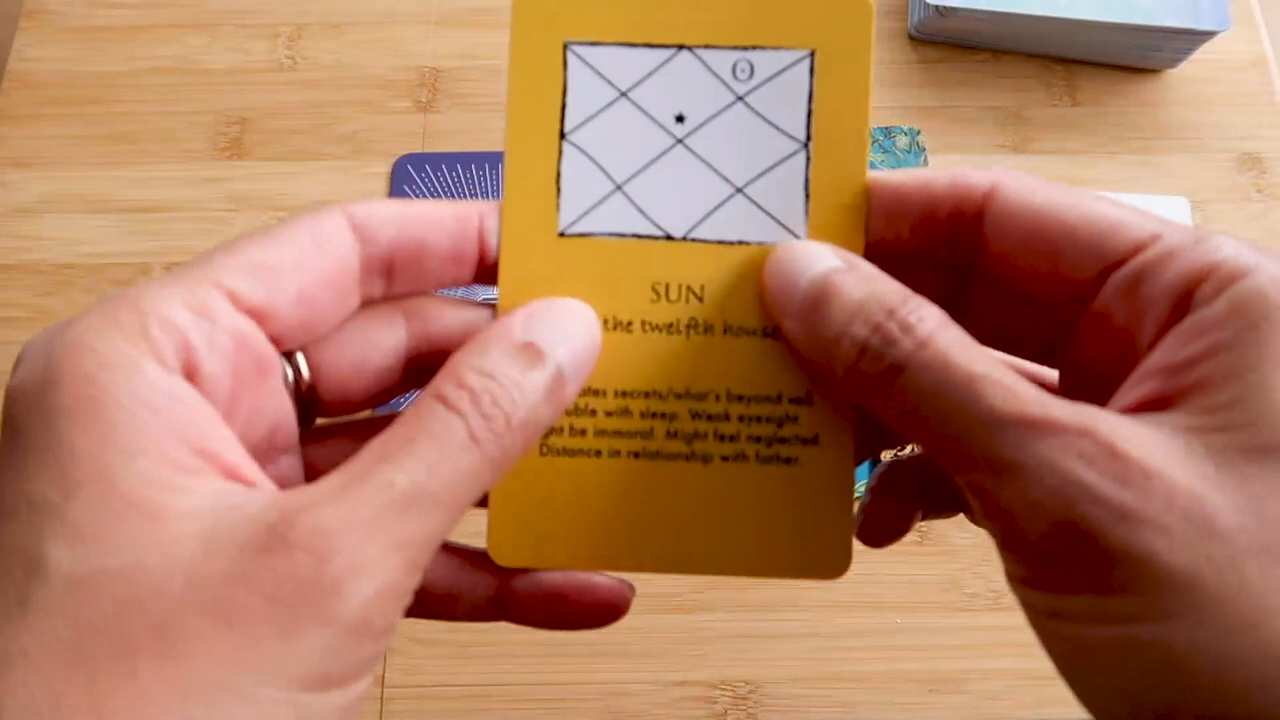 SUN
the twelfth house
secrets/what's beyond veil
with sleep. Weak eyesight.
be immoral. Might feel neglected.
Distance in relationship with father.